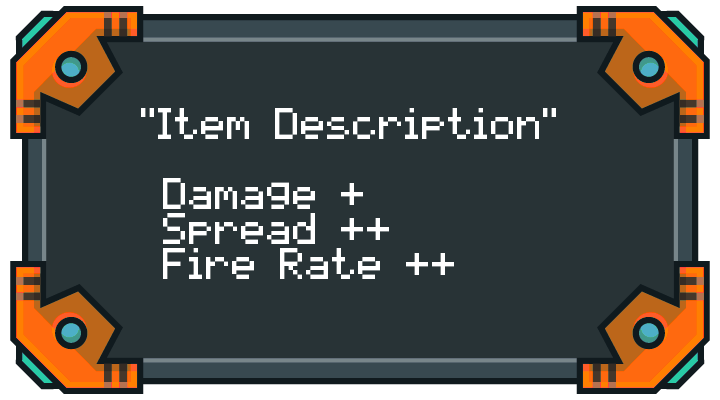 "Item Description"
Damage +
Spread ++
Fire Rate ++